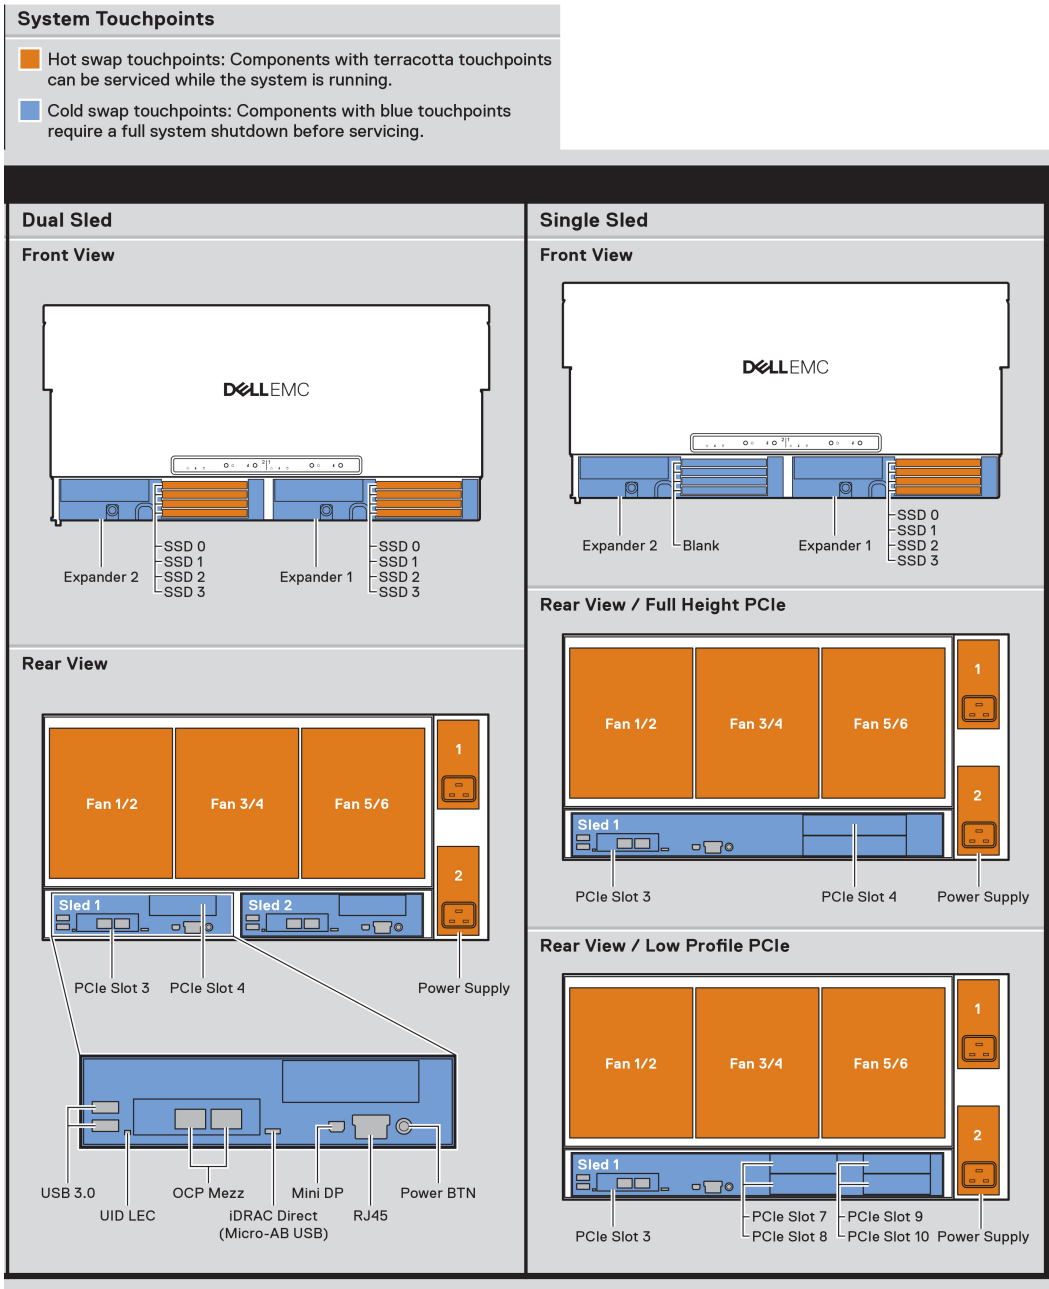 System Touchpoints
Hot swap touchpoints: Components with terracotta touchpoints
can be serviced while the system is running.
Cold swap touchpoints: Components with blue touchpoints
require a full system shutdown before servicing.
Dual Sled
Front View
DELLEMC
2 1
Expander 2
SSD 0
SSD 1
SSD 2
SSD 3
Expander 1
SSD 0
SSD 1
SSD 2
SSD 3
Rear View
Fan 1/2
Fan 3/4
Fan 5/6
1
2
Sled 1
Sled 2
PCIe Slot 3
PCIe Slot 4
Power Supply
USB 3.0
UID LEC
OCP Mezz
iDRAC Direct
(Micro-AB USB)
Mini DP
RJ45
Power BTN
Single Sled
Front View
DELLEMC
2 1
Expander 2
Blank
Expander 1
SSD 0
SSD 1
SSD 2
SSD 3
Rear View / Full Height PCIe
Fan 1/2
Fan 3/4
Fan 5/6
1
2
Sled 1
PCIe Slot 3
PCIe Slot 4
Power Supply
Rear View / Low Profile PCIe
Fan 1/2
Fan 3/4
Fan 5/6
1
2
Sled 1
PCIe Slot 3
PCIe Slot 7
PCIe Slot 8
PCIe Slot 9
PCIe Slot 10
Power Supply